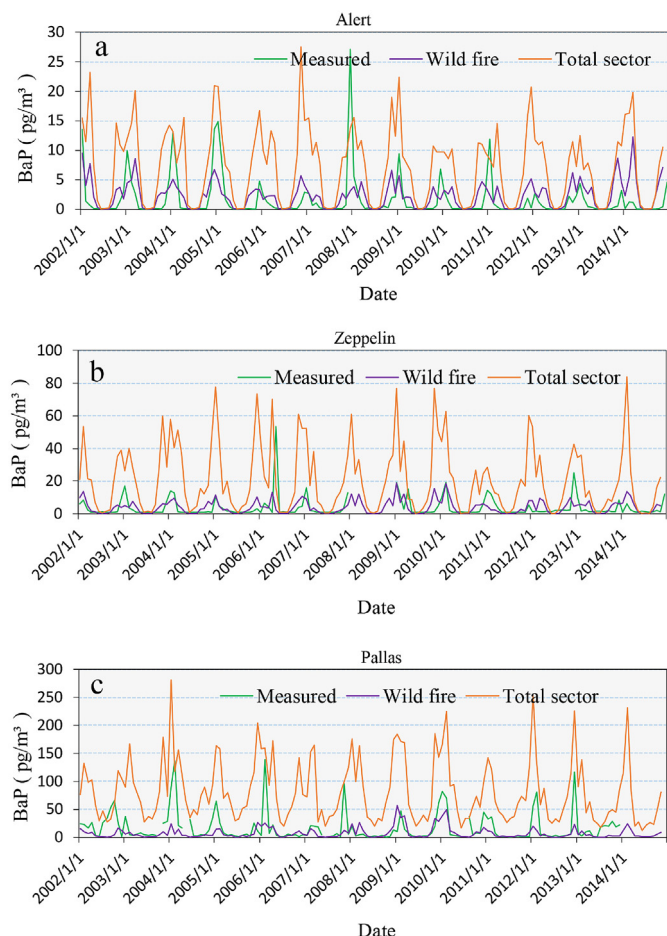 Alert
a
Measured Wild fire Total sector
BaP ( pg/m³ )
30
25
20
15
10
5
0
2002/1/1 2003/1/1 2004/1/1 2005/1/1 2006/1/1 2007/1/1 2008/1/1 2009/1/1 2010/1/1 2011/1/1 2012/1/1 2013/1/1 2014/1/1
Date
Zeppelin
b
Measured Wild fire Total sector
BaP ( pg/m³ )
100
80
60
40
20
0
2002/1/1 2003/1/1 2004/1/1 2005/1/1 2006/1/1 2007/1/1 2008/1/1 2009/1/1 2010/1/1 2011/1/1 2012/1/1 2013/1/1 2014/1/1
Date
Pallas
c
Measured Wild fire Total sector
BaP ( pg/m³ )
300
250
200
150
100
50
0
2002/1/1 2003/1/1 2004/1/1 2005/1/1 2006/1/1 2007/1/1 2008/1/1 2009/1/1 2010/1/1 2011/1/1 2012/1/1 2013/1/1 2014/1/1
Date